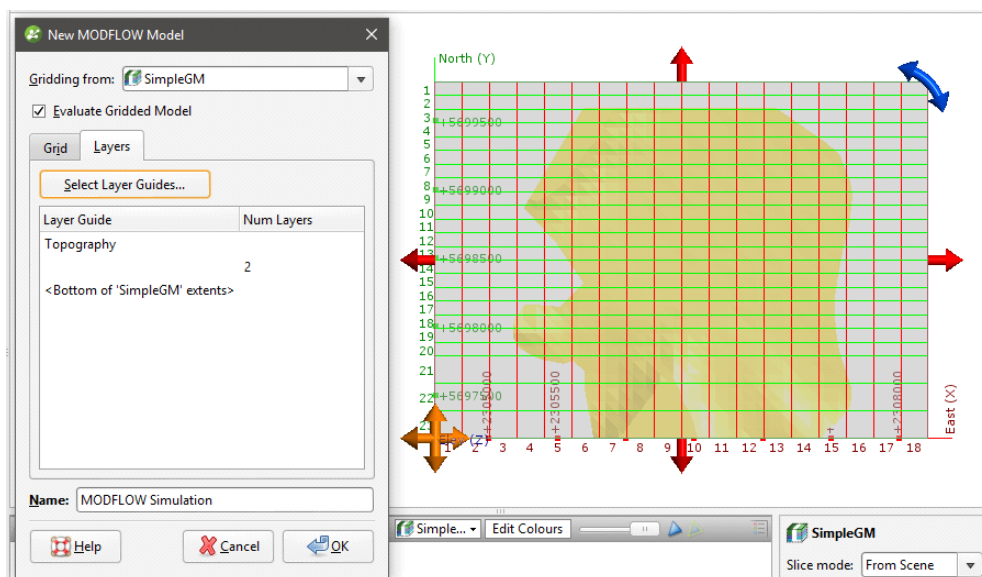 New MODFLOW Model
Gridding from: SimpleGM
Evaluate Gridded Model
Grid Layers
Select Layer Guides...
Layer Guide Num Layers
Topography
2
<Bottom of 'SimpleGM' extents>
Name: MODFLOW Simulation
Help Cancel OK
North (Y)
1
2
3 +5699500
4
5
6
7
8 +5699000
9
10
11
12
13 +5698500
14
15
16
17
18 +5698000
19
20
21
22 +5697500
+2305000
+2305500
+2308000
East (X)
(Z)
1 2 3 4 5 6 7 8 9 10 11 12 13 14 15 16 17 18
Simple... Edit Colours
SimpleGM
Slice mode: From Scene